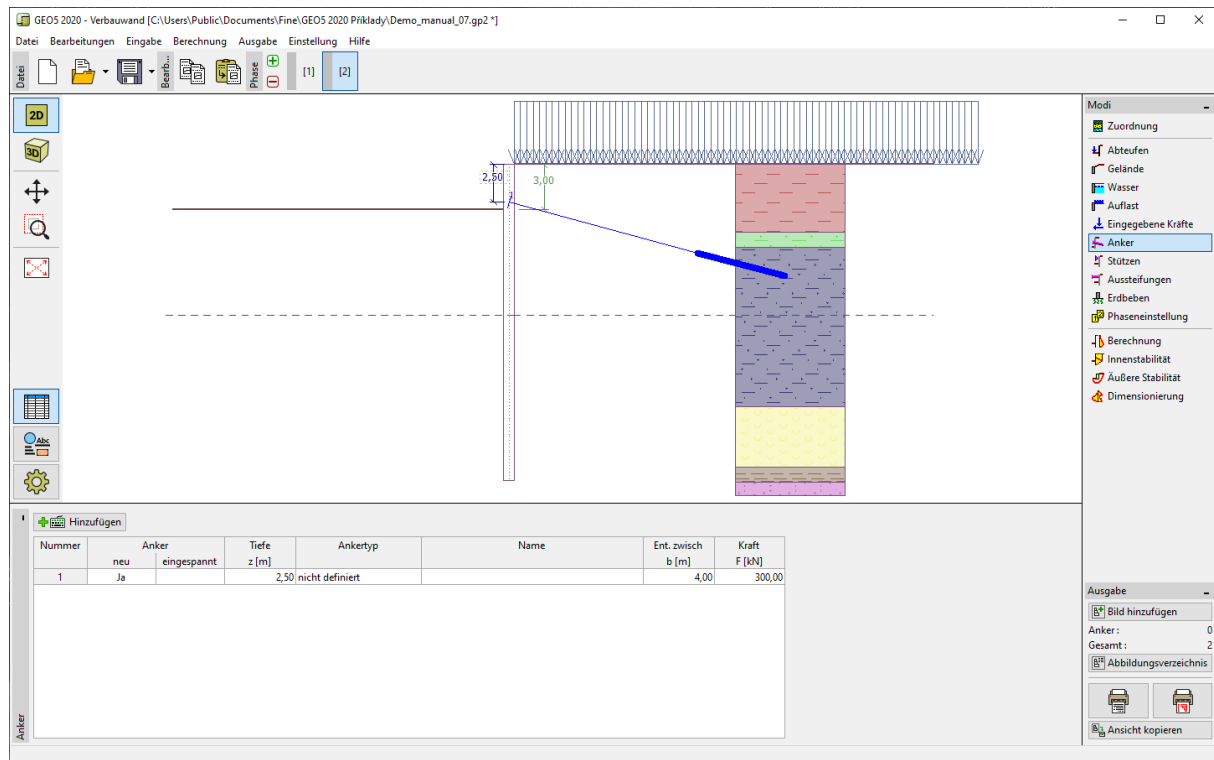 GEO5 2020 - Verbauwand [C:\Users\Public\Documents\Fine\GEO5 2020 Příklady\Demo_manual_07.gp2 *]
Datei Bearbeitungen Eingabe Berechnung Ausgabe Einstellung Hilfe
Datei
Bearb...
Phase
[1]
[2]
2D
3D
Abc
2,50
3,00
Modi
Zuordnung
Abteufen
Gelände
Wasser
Auflast
Eingegebene Kräfte
Anker
Stützen
Aussteifungen
Erdbeben
Phaseneinstellung
Berechnung
Innenstabilität
Äußere Stabilität
Dimensionierung
Hinzufügen
Nummer Anker Tiefe Ankertyp Name Ent. zwisch Kraft
neu eingespannt z [m] b [m] F [kN]
1 Ja 2,50 nicht definiert 4,00 300,00
Anker
Ausgabe
Bild hinzufügen
Anker : 0
Gesamt : 2
Abbildungsverzeichnis
Ansicht kopieren